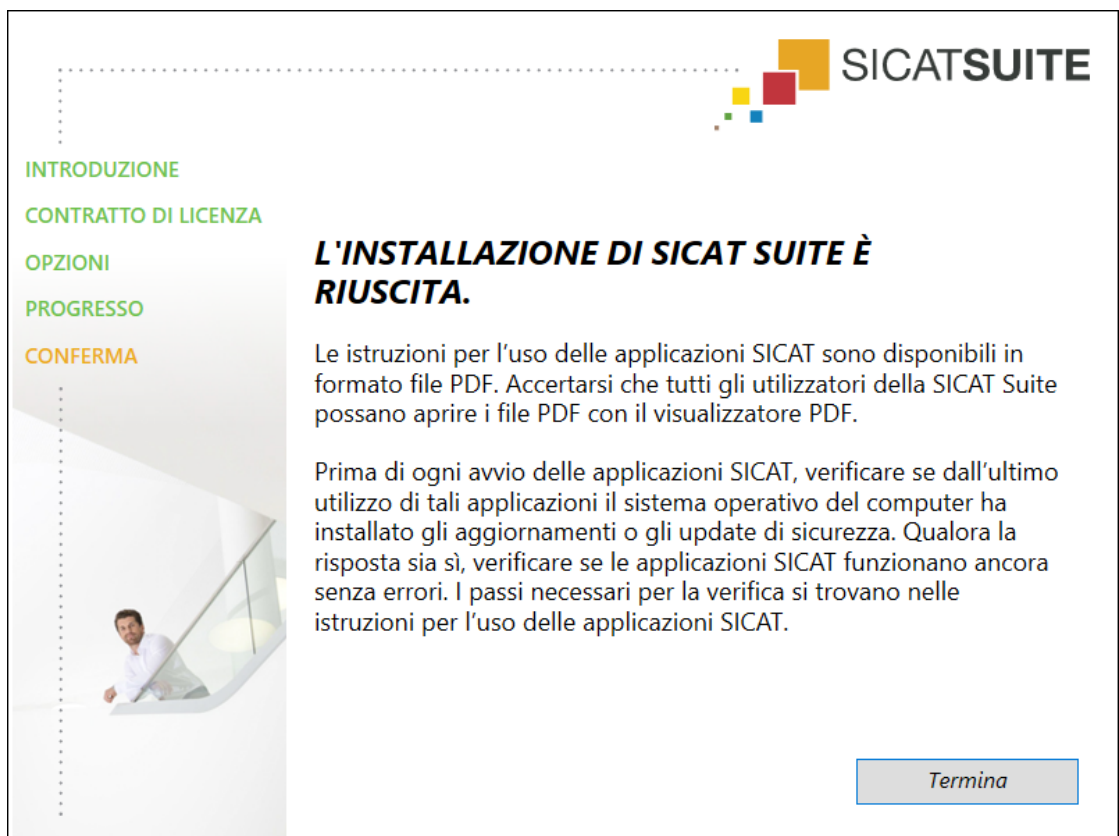 SICATSUITE
INTRODUZIONE
CONTRATTO DI LICENZA
OPZIONI
PROGRESSO
CONFERMA
L'INSTALLAZIONE DI SICAT SUITE È
RIUSCITA.
Le istruzioni per l’uso delle applicazioni SICAT sono disponibili in
formato file PDF. Accertarsi che tutti gli utilizzatori della SICAT Suite
possano aprire i file PDF con il visualizzatore PDF.
Prima di ogni avvio delle applicazioni SICAT, verificare se dall’ultimo
utilizzo di tali applicazioni il sistema operativo del computer ha
installato gli aggiornamenti o gli update di sicurezza. Qualora la
risposta sia sì, verificare se le applicazioni SICAT funzionano ancora
senza errori. I passi necessari per la verifica si trovano nelle
istruzioni per l’uso delle applicazioni SICAT.
Termina